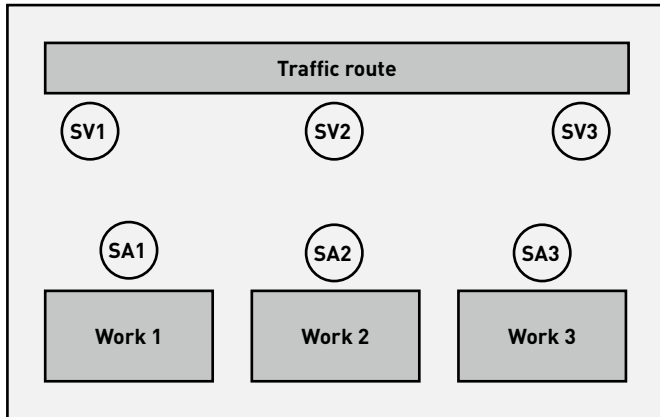 Traffic route
SV1 SV2 SV3
SA1 SA2 SA3
Work 1 Work 2 Work 3